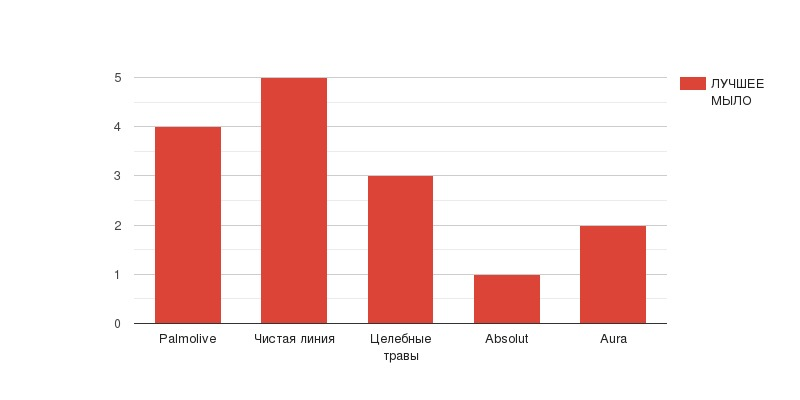 5
ЛУЧШЕЕ
МЫЛО
4
3
2
1
0
Palmolive
Чистая линия
Целебные
травы
Absolut
Aura